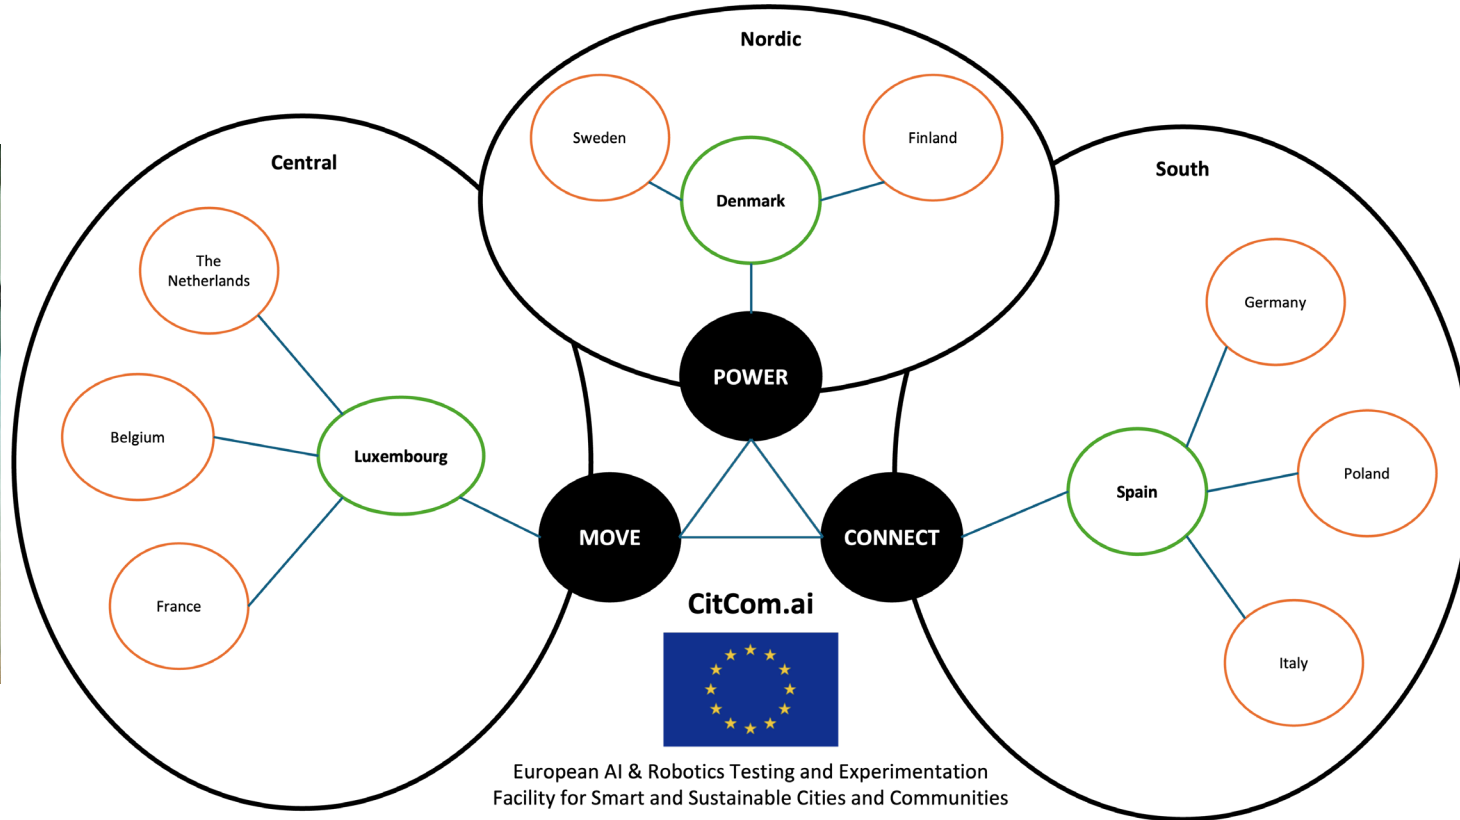 Nordic
Sweden
Finland
Denmark
Central
South
The
Netherlands
Germany
POWER
Belgium
Luxembourg
Poland
Spain
MOVE
CONNECT
France
CitCom.ai
Italy
European AI & Robotics Testing and Experimentation
Facility for Smart and Sustainable Cities and Communities